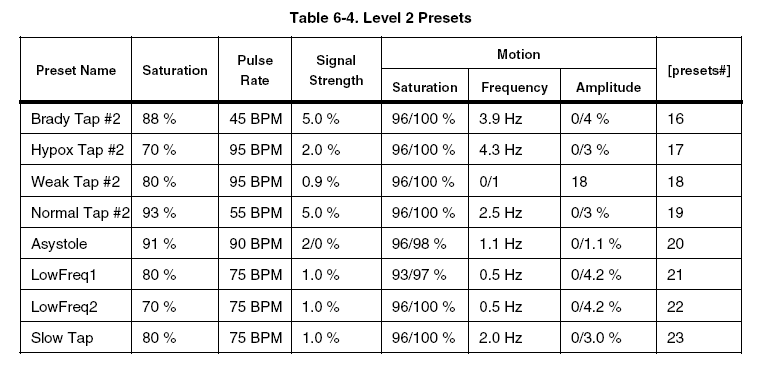 Table 6-4. Level 2 Presets
Preset Name Saturation Pulse Rate Signal Strength Motion [presets#]
Saturation Frequency Amplitude
Brady Tap #2 88 % 45 BPM 5.0 % 96/100 % 3.9 Hz 0/4 % 16
Hypox Tap #2 70 % 95 BPM 2.0 % 96/100 % 4.3 Hz 0/3 % 17
Weak Tap #2 80 % 95 BPM 0.9 % 96/100 % 0/1 18 18
Normal Tap #2 93 % 55 BPM 5.0 % 96/100 % 2.5 Hz 0/3 % 19
Asystole 91 % 90 BPM 2/0 % 96/98 % 1.1 Hz 0/1.1 % 20
LowFreq1 80 % 75 BPM 1.0 % 93/97 % 0.5 Hz 0/4.2 % 21
LowFreq2 70 % 75 BPM 1.0 % 96/100 % 0.5 Hz 0/4.2 % 22
Slow Tap 80 % 75 BPM 1.0 % 96/100 % 2.0 Hz 0/3.0 % 23